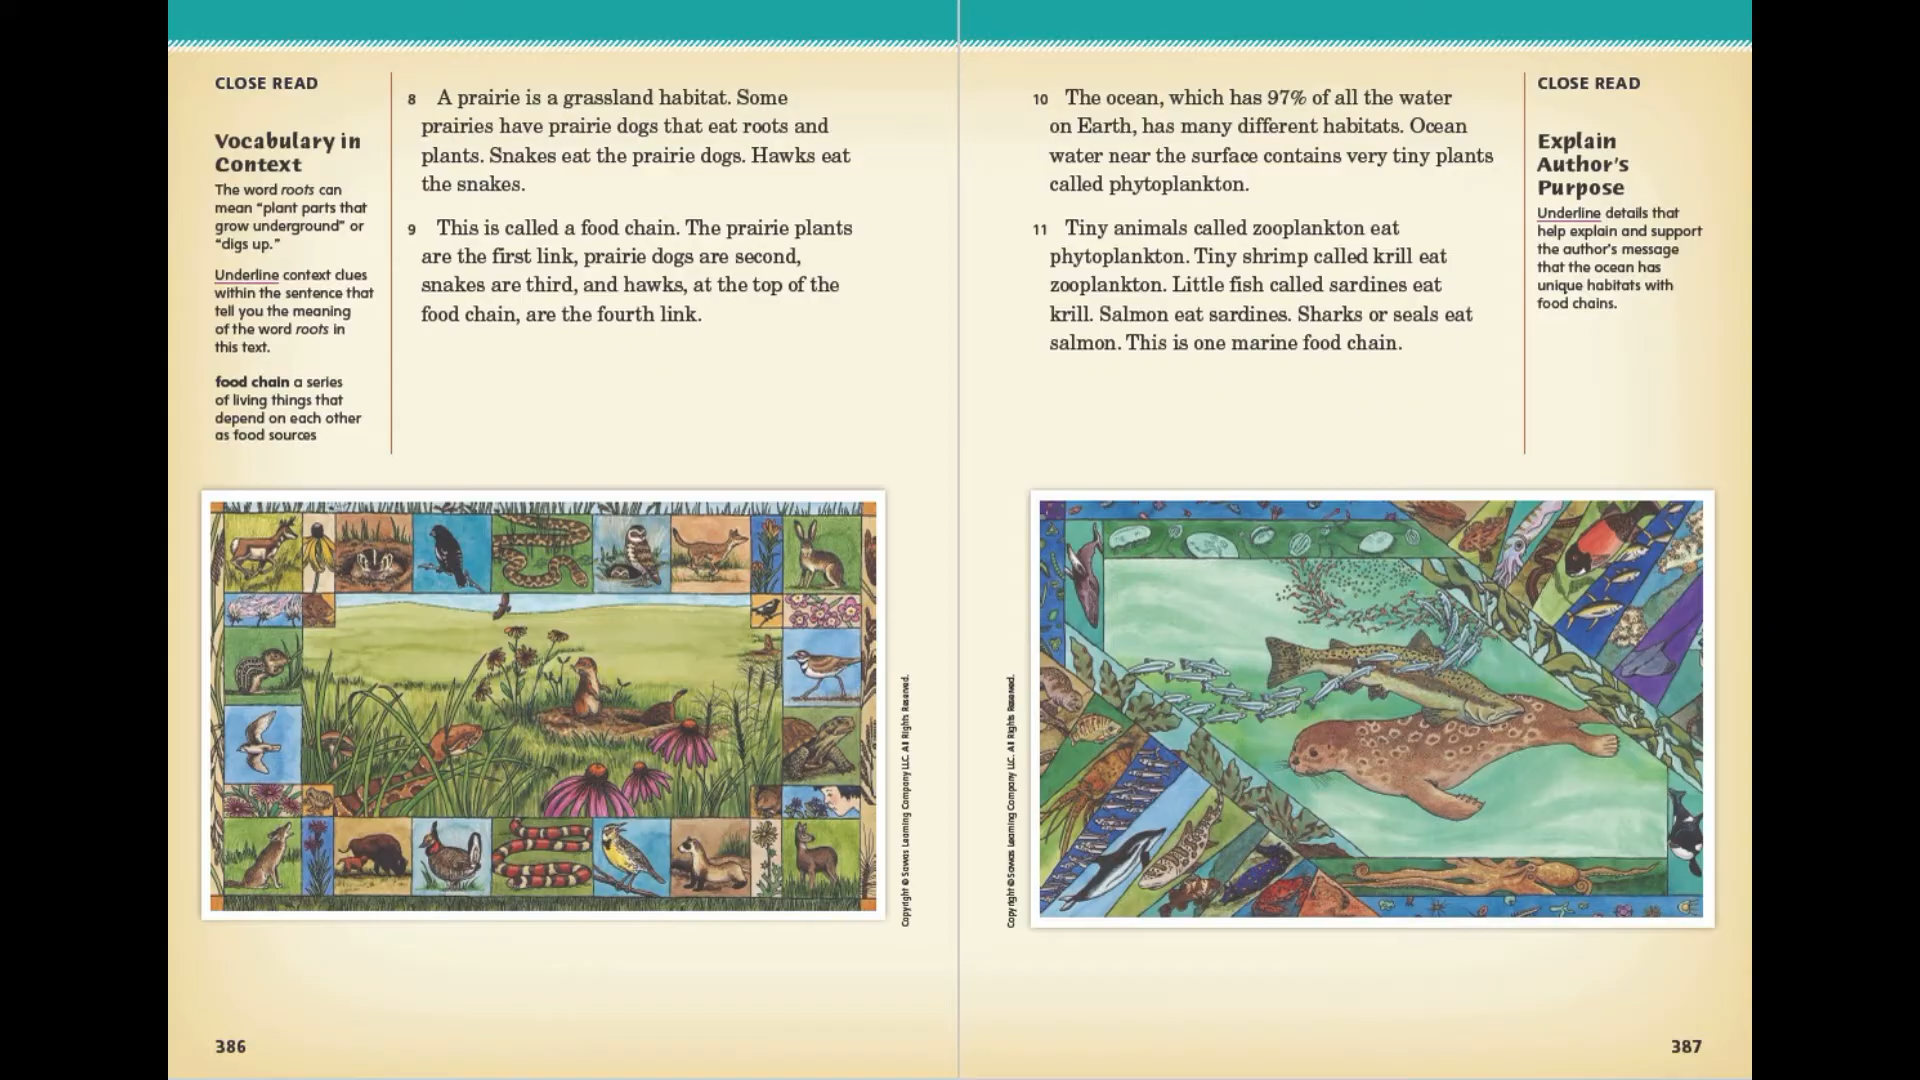 CLOSE READ
Vocabulary in
Context
The word roots can
mean “plant parts that
grow underground” or
“digs up.”
Underline context clues
within the sentence that
tell you the meaning
of the word roots in
this text.
food chain a series
of living things that
depend on each other
as food sources
8 A prairie is a grassland habitat. Some
prairies have prairie dogs that eat roots and
plants. Snakes eat the prairie dogs. Hawks eat
the snakes.
9 This is called a food chain. The prairie plants
are the first link, prairie dogs are second,
snakes are third, and hawks, at the top of the
food chain, are the fourth link.
Copyright © Savvas Learning Company LLC. All Rights Reserved.
386
10 The ocean, which has 97% of all the water
on Earth, has many different habitats. Ocean
water near the surface contains very tiny plants
called phytoplankton.
11 Tiny animals called zooplankton eat
phytoplankton. Tiny shrimp called krill eat
zooplankton. Little fish called sardines eat
krill. Salmon eat sardines. Sharks or seals eat
salmon. This is one marine food chain.
CLOSE READ
Explain
Author’s
Purpose
Underline details that
help explain and support
the author’s message
that the ocean has
unique habitats with
food chains.
Copyright © Savvas Learning Company LLC. All Rights Reserved.
387